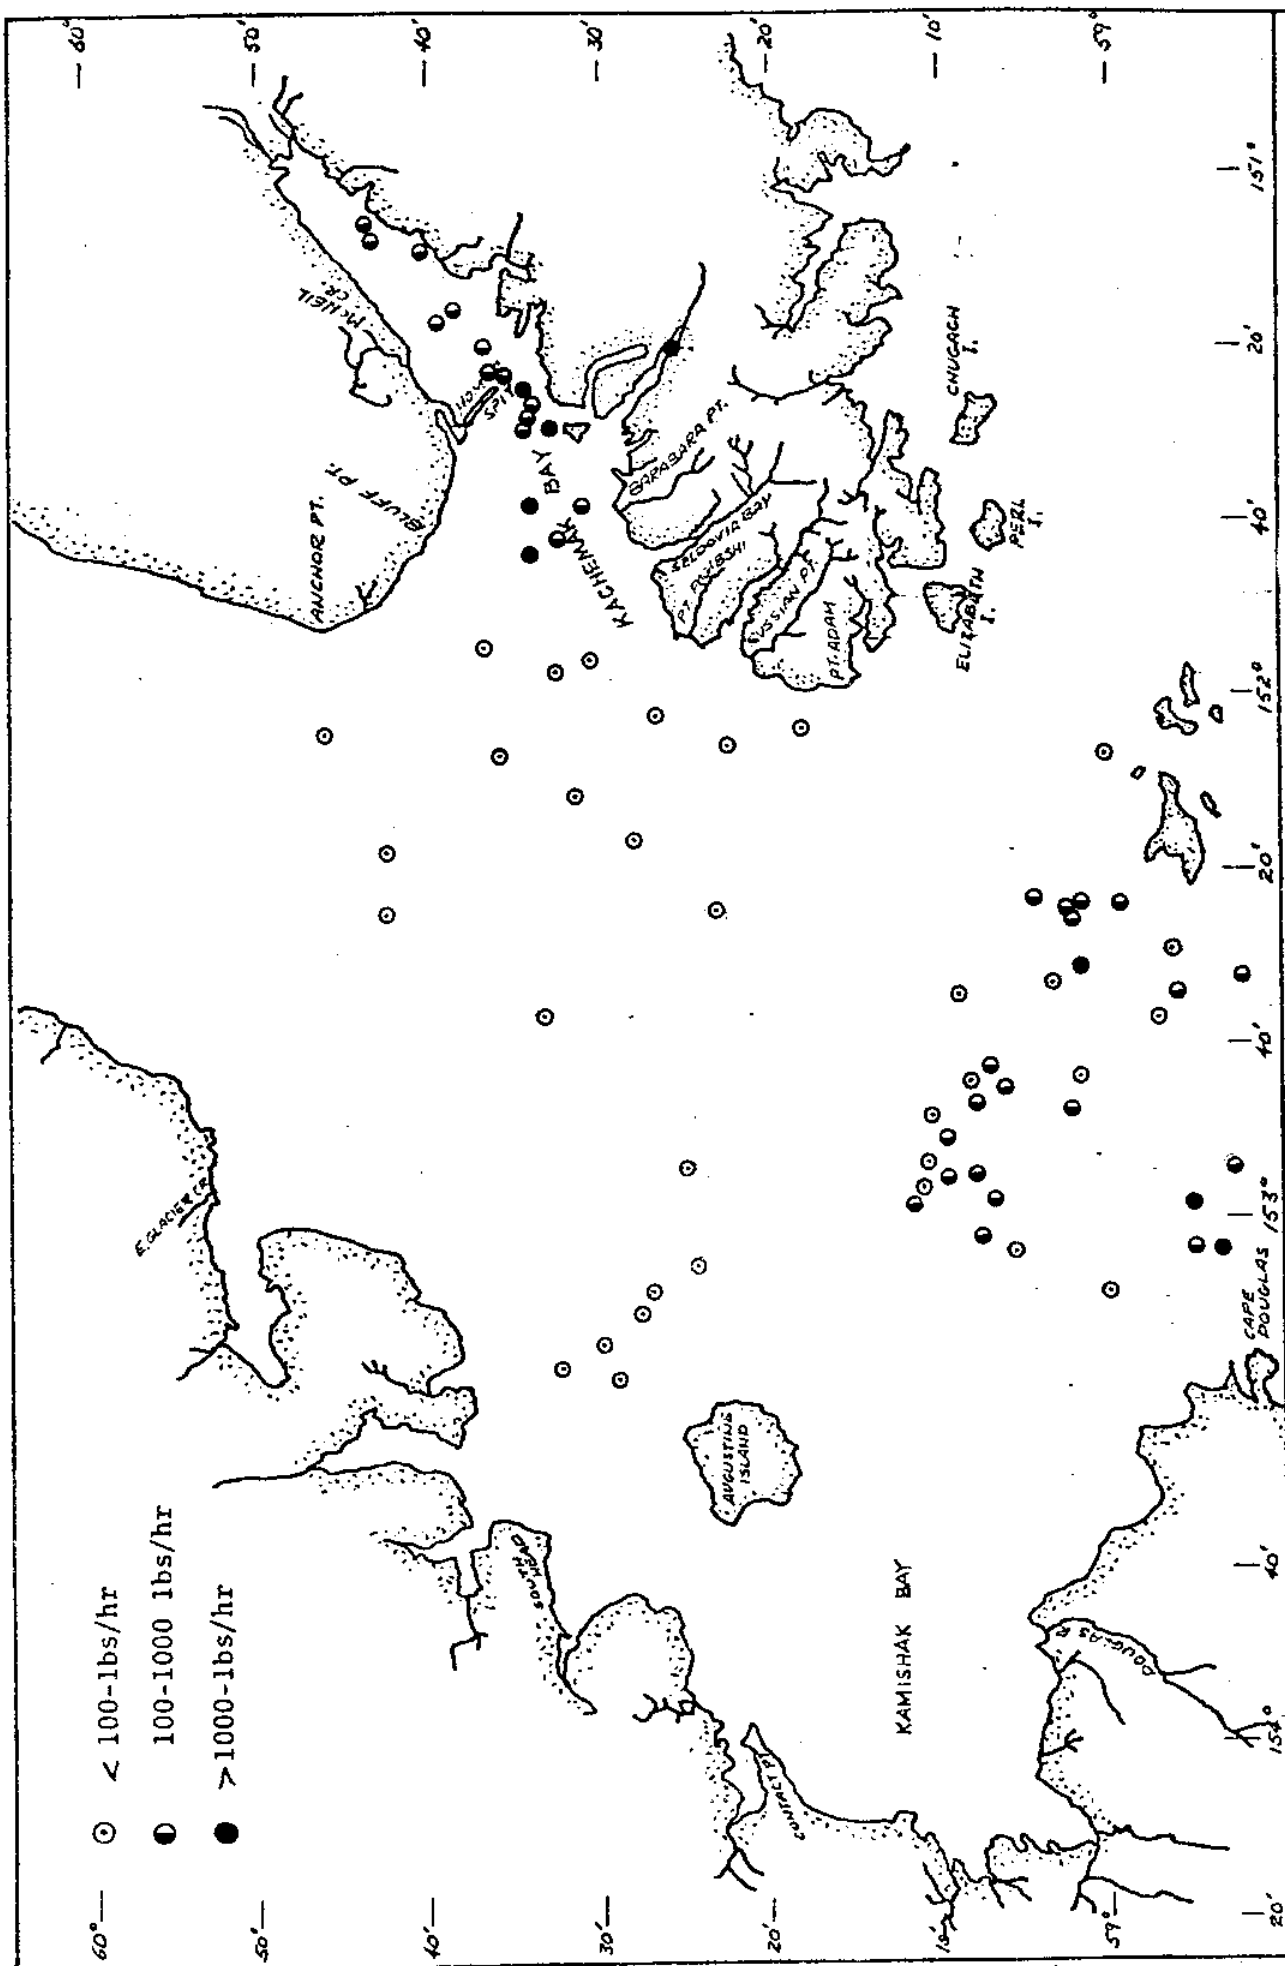 < 100-lbs/hr
100-1000 lbs/hr
>1000-lbs/hr
60°
50'
40'
30'
20'
10'
59°
60°
50'
40'
30'
20'
59°
20'
154°
40'
153°
40'
20'
152°
40'
20'
151°
E. GLACIER CR.
ANCHOR PT.
BLUFF PT.
MCNEIL
CR.
SPIT
KACHEMAK BAY
BARABARA PT.
SELDOVIA BAY
PT. POGIBSHI
USSIAN PT.
PT. ADAM
ELIZABETH
I.
PERL
I.
CHUGACH
I.
SOUTH
HEAD
AUGUSTINE
ISLAND
CONTACT PT.
KAMISHAK BAY
DOUGLAS R.
CAPE
DOUGLAS